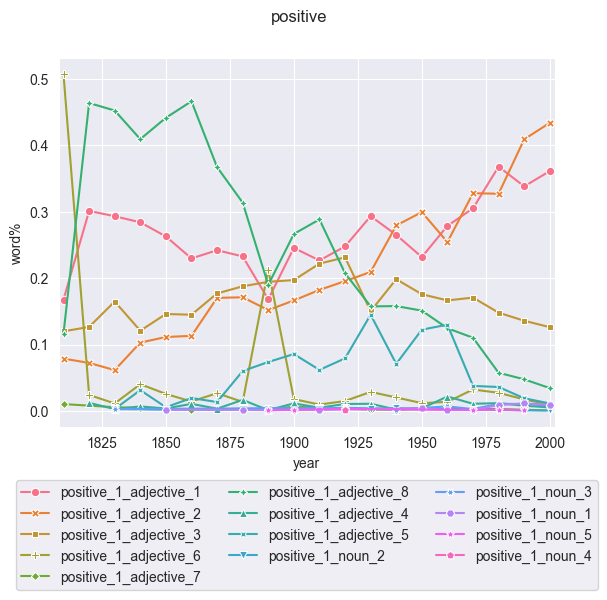 positive
0.5
0.4
0.3
0.2
0.1
0.0
word%
1825 1850 1875 1900 1925 1950 1975 2000
year
positive_1_adjective_1 positive_1_adjective_8 positive_1_noun_3
positive_1_adjective_2 positive_1_adjective_4 positive_1_noun_1
positive_1_adjective_3 positive_1_adjective_5 positive_1_noun_5
positive_1_adjective_6 positive_1_noun_2 positive_1_noun_4
positive_1_adjective_7